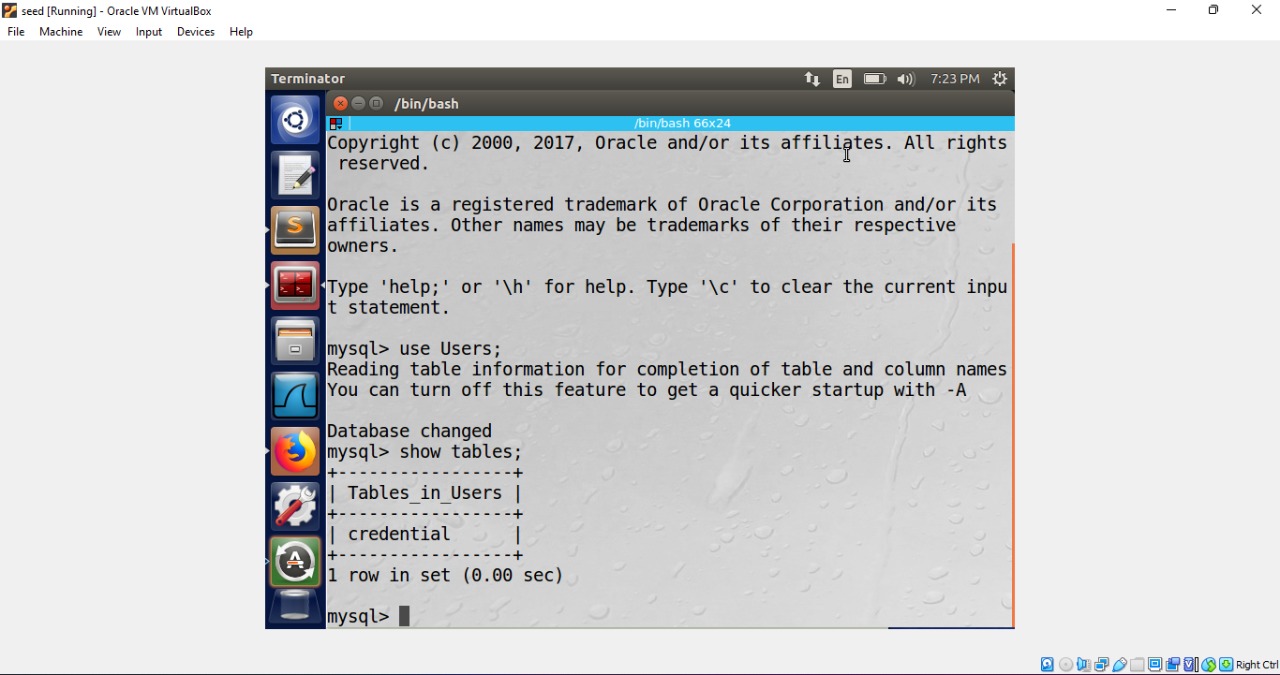 seed [Running] - Oracle VM VirtualBox
File Machine View Input Devices Help
Terminator En 7:23 PM
/bin/bash
/bin/bash 66x24
Copyright (c) 2000, 2017, Oracle and/or its affiliates. All rights
reserved.
Oracle is a registered trademark of Oracle Corporation and/or its
affiliates. Other names may be trademarks of their respective
owners.
Type 'help;' or '\h' for help. Type '\c' to clear the current inpu
t statement.
mysql> use Users;
Reading table information for completion of table and column names
You can turn off this feature to get a quicker startup with -A
Database changed
mysql> show tables;
+-----------------+
| Tables_in_Users |
+-----------------+
| credential      |
+-----------------+
1 row in set (0.00 sec)
mysql>
Right Ctrl